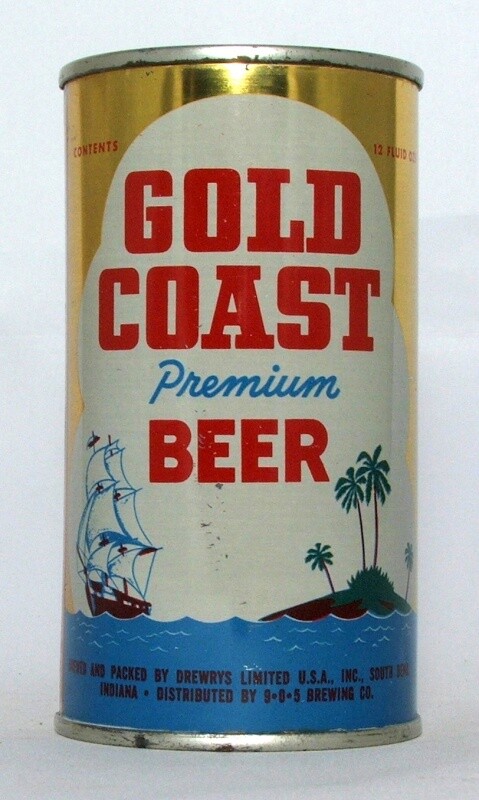 CONTENTS 12 FLUID
GOLD
COAST
Premium
BEER
AND PACKED BY DREWRYS LIMITED U.S.A., INC., SOUTH
INDIANA • DISTRIBUTED BY 9•0•5 BREWING CO.